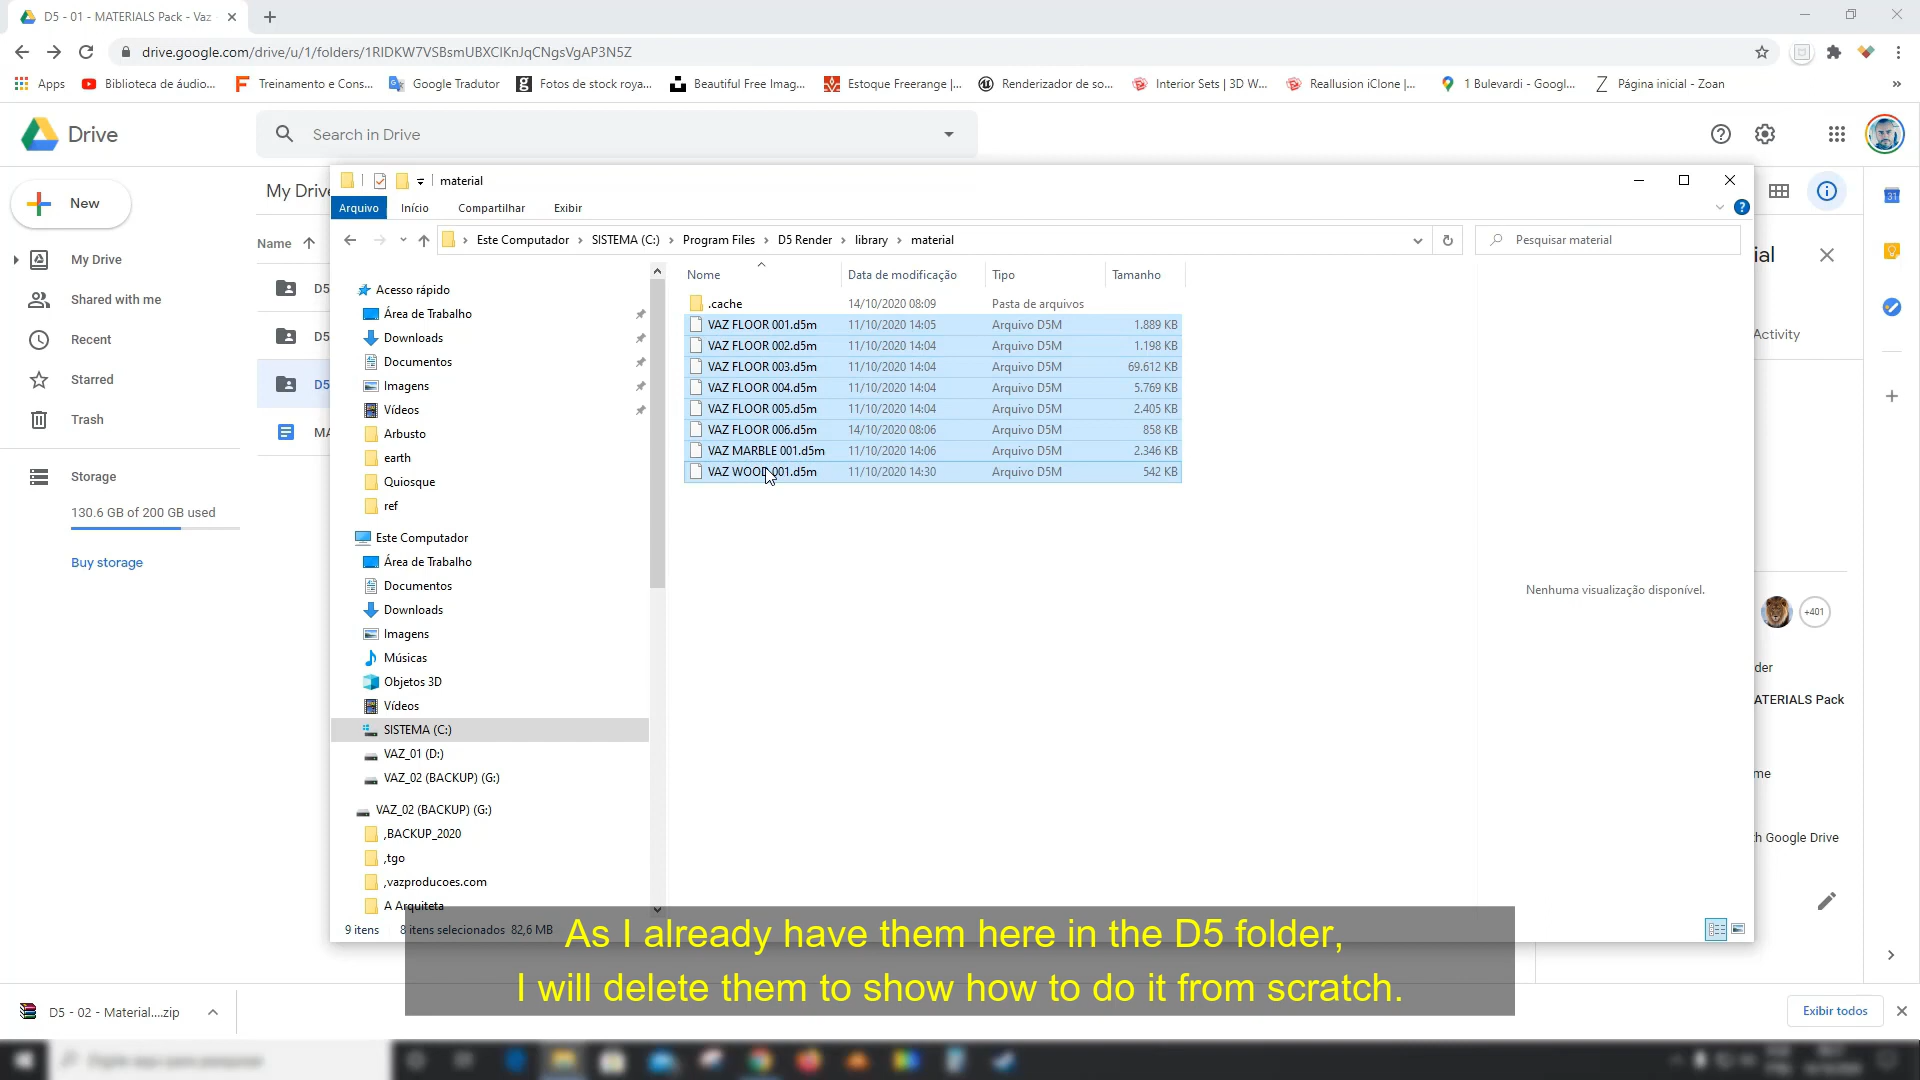 D5 - 01 - MATERIALS Pack - Vaz
drive.google.com/drive/u/1/folders/1RIDKW7VSBsmUBXClKnJqCNgsVgAP3N5Z
Apps
Biblioteca de áudio...
Treinamento e Cons...
Google Tradutor
Fotos de stock roya...
Beautiful Free Imag...
Estoque Freerange |...
Renderizador de so...
Interior Sets | 3D W...
Reallusion iClone |...
1 Bulevardi - Googl...
Página inicial - Zoan
Drive
Search in Drive
New
My Drive
Shared with me
Recent
Starred
Trash
Storage
130.6 GB of 200 GB used
Buy storage
My Drive
Name
D5
D5
D5
MA
material
Arquivo
Início
Compartilhar
Exibir
Este Computador
SISTEMA (C:)
Program Files
D5 Render
library
material
Pesquisar material
Acesso rápido
Área de Trabalho
Downloads
Documentos
Imagens
Vídeos
Arbusto
earth
Quiosque
ref
Este Computador
Área de Trabalho
Documentos
Downloads
Imagens
Músicas
Objetos 3D
Vídeos
SISTEMA (C:)
VAZ_01 (D:)
VAZ_02 (BACKUP) (G:)
VAZ_02 (BACKUP) (G:)
,BACKUP_2020
,tgo
,vazproducoes.com
A Arquiteta
Nome Data de modificação Tipo Tamanho
.cache 14/10/2020 08:09 Pasta de arquivos
VAZ FLOOR 001.d5m 11/10/2020 14:05 Arquivo D5M 1.889 KB
VAZ FLOOR 002.d5m 11/10/2020 14:04 Arquivo D5M 1.198 KB
VAZ FLOOR 003.d5m 11/10/2020 14:04 Arquivo D5M 69.612 KB
VAZ FLOOR 004.d5m 11/10/2020 14:04 Arquivo D5M 5.769 KB
VAZ FLOOR 005.d5m 11/10/2020 14:04 Arquivo D5M 2.405 KB
VAZ FLOOR 006.d5m 14/10/2020 08:06 Arquivo D5M 858 KB
VAZ MARBLE 001.d5m 11/10/2020 14:06 Arquivo D5M 2.346 KB
VAZ WOOD 001.d5m 11/10/2020 14:30 Arquivo D5M 542 KB
Nenhuma visualização disponível.
9 itens
8 itens selecionados 82,6 MB
ial
Activity
+401
der
ATERIALS Pack
me
th Google Drive
31
As I already have them here in the D5 folder,
I will delete them to show how to do it from scratch.
D5 - 02 - Material....zip
Exibir todos